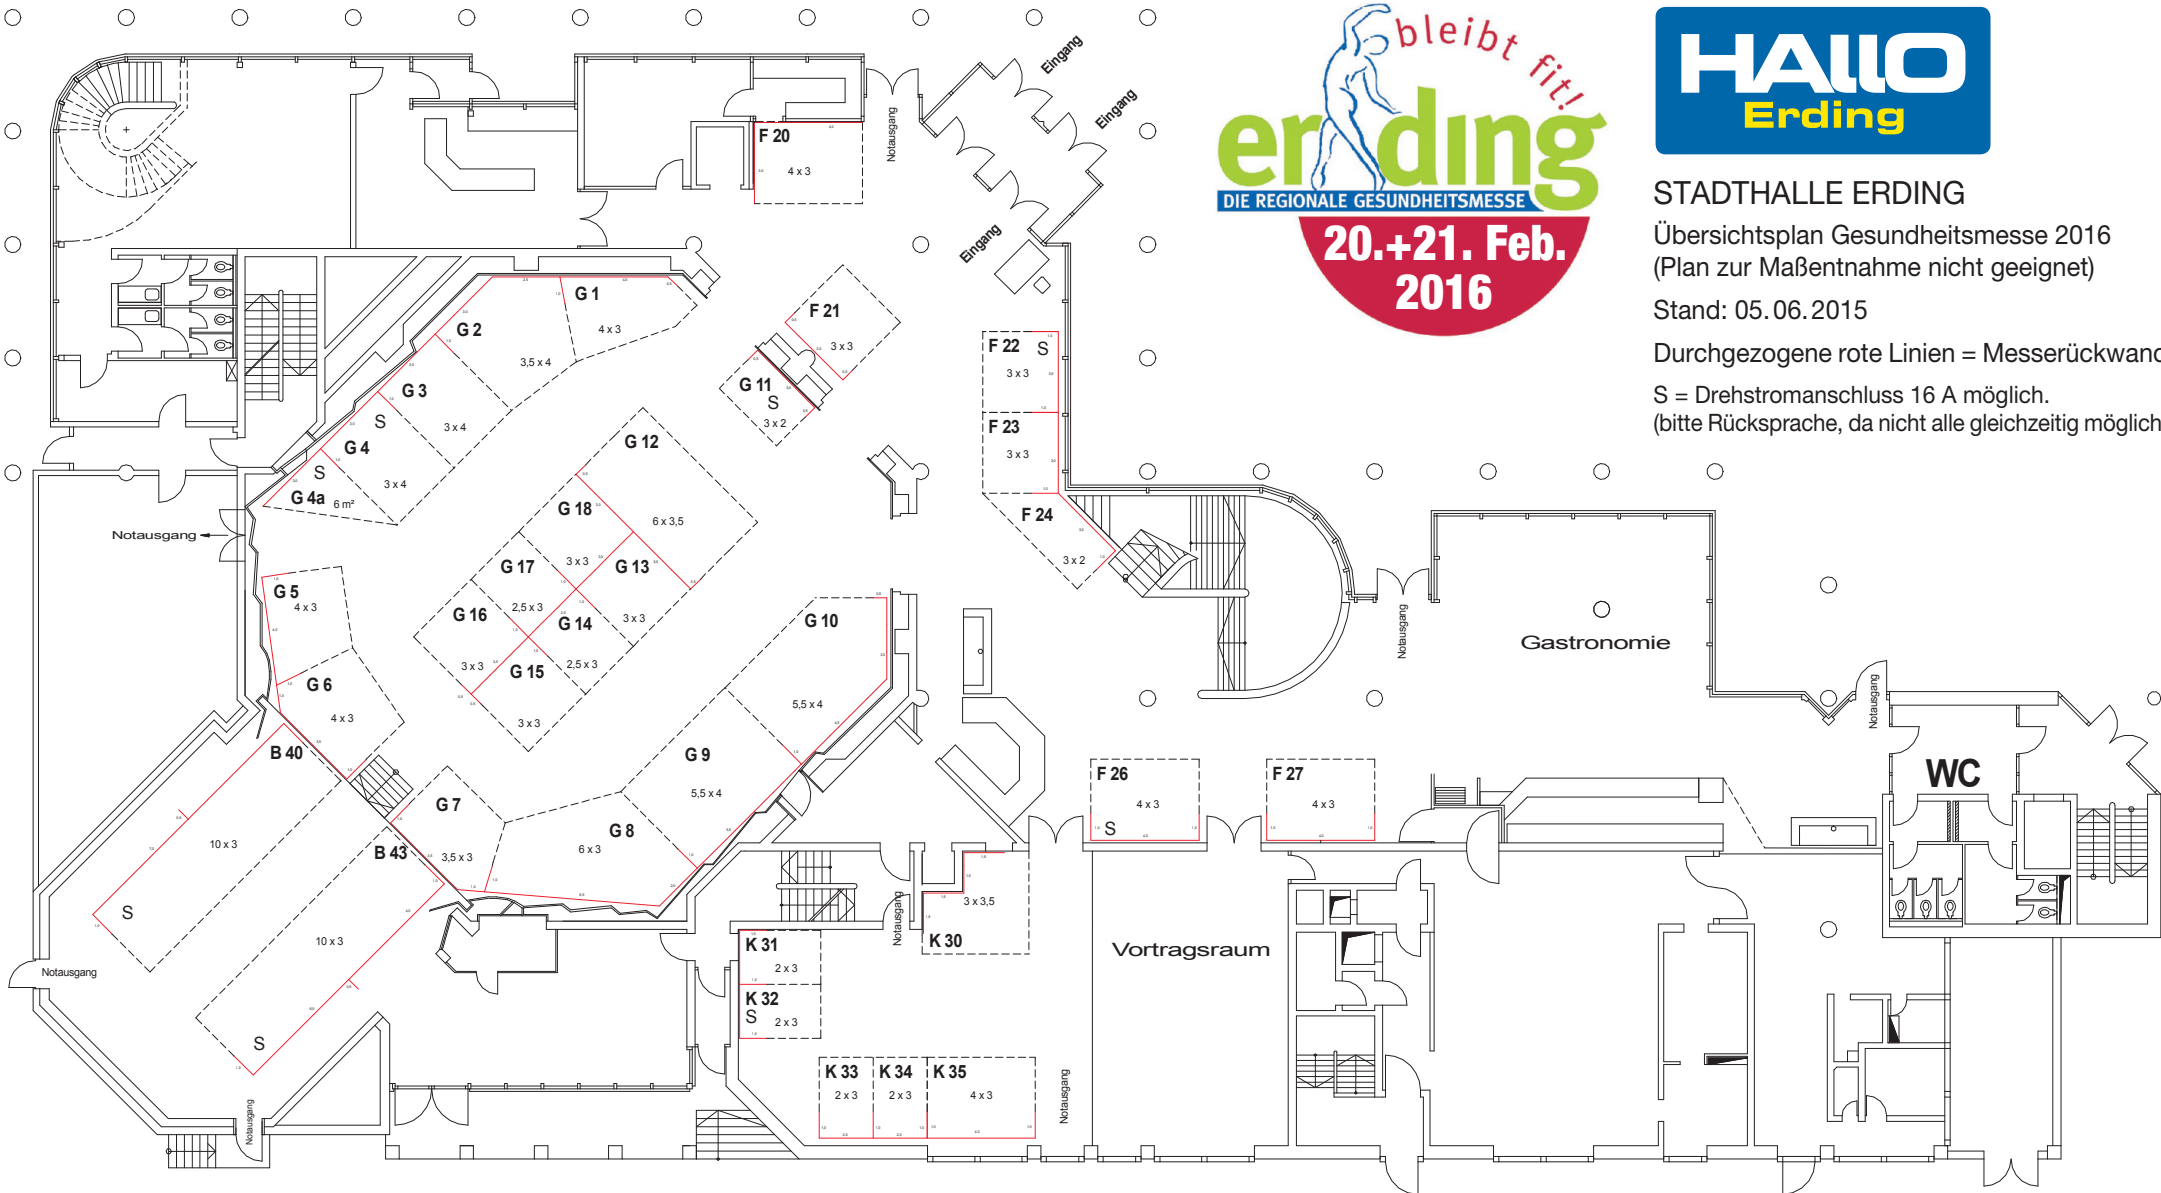 bleibt fit!
erding
DIE REGIONALE GESUNDHEITSMESSE
20.+21. Feb.
2016
HALLO
Erding
STADTHALLE ERDING
Übersichtsplan Gesundheitsmesse 2016
(Plan zur Maßentnahme nicht geeignet)
Stand: 05.06.2015
Durchgezogene rote Linien = Messerückwand
S = Drehstromanschluss 16 A möglich.
(bitte Rücksprache, da nicht alle gleichzeitig möglich
Eingang
Eingang
Eingang
Notausgang
F 20
4 x 3
G 1
4 x 3
G 2
3,5 x 4
G 3
S
3 x 4
G 4
S
3 x 4
G 4a
6 m²
Notausgang
F 21
3 x 3
G 11
S
3 x 2
F 22
S
3 x 3
F 23
3 x 3
F 24
3 x 2
G 12
6 x 3,5
G 18
3 x 3
G 13
3 x 3
G 17
2,5 x 3
G 14
2,5 x 3
G 16
3 x 3
G 15
3 x 3
G 5
4 x 3
G 6
4 x 3
G 10
5,5 x 4
G 9
5,5 x 4
G 8
6 x 3
G 7
3,5 x 3
B 40
10 x 3
S
B 43
10 x 3
S
Notausgang
Notausgang
Notausgang
Gastronomie
Notausgang
WC
F 26
4 x 3
S
F 27
4 x 3
Notausgang
K 30
3 x 3,5
K 31
2 x 3
K 32
S
2 x 3
K 33
2 x 3
K 34
2 x 3
K 35
4 x 3
Notausgang
Vortragsraum